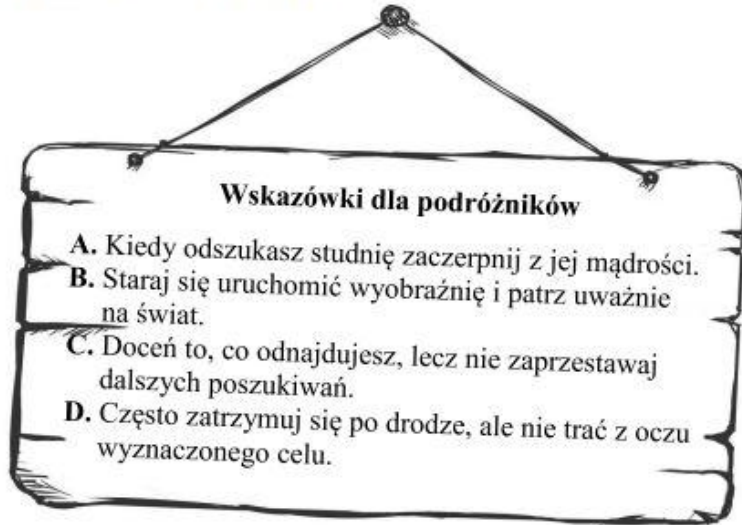 Wskazówki dla podróżników
A. Kiedy odszukasz studnię zaczerpnij z jej mądrości.
B. Staraj się uruchomić wyobraźnię i patrz uważnie
na świat.
C. Doceń to, co odnajdujesz, lecz nie zaprzestawaj
dalszych poszukiwań.
D. Często zatrzymuj się po drodze, ale nie trać z oczu
wyznaczonego celu.